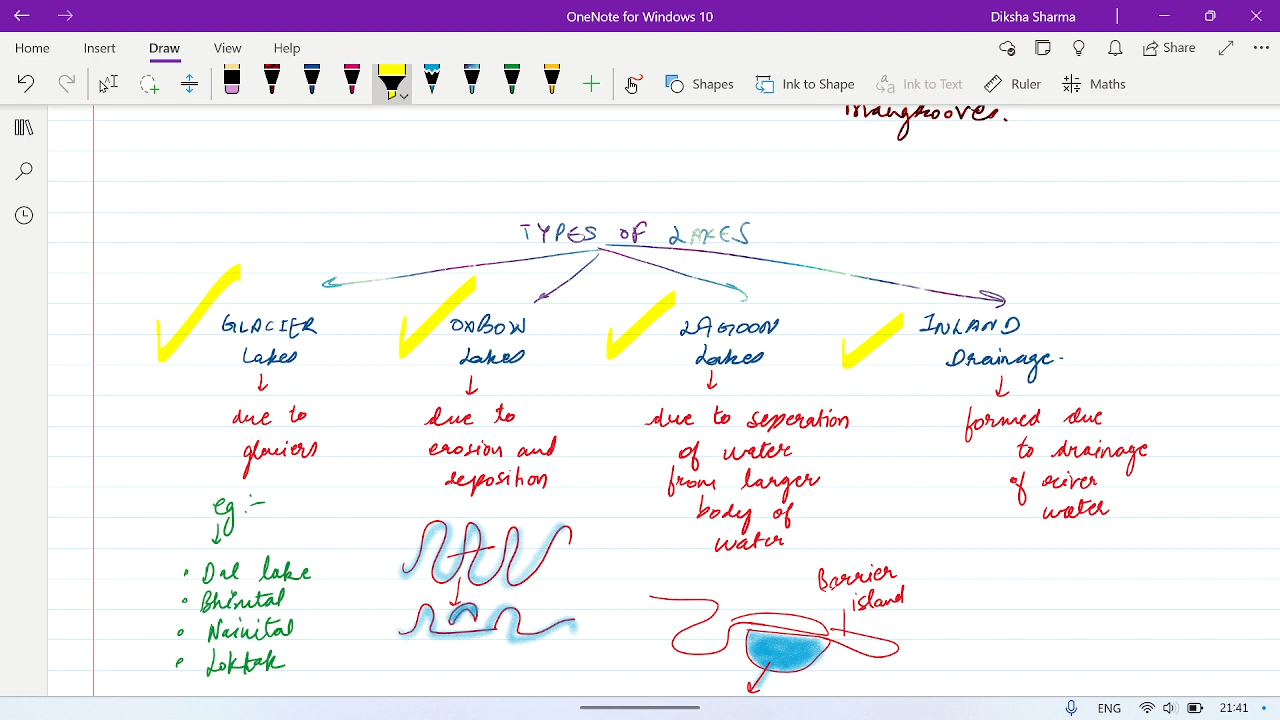 OneNote for Windows 10
Diksha Sharma
Home
Insert
Draw
View
Help
Share
Shapes
Ink to Shape
Ink to Text
Ruler
Maths
Mangrooves.
TYPES OF LAKES
GLACIER
Lakes
due to
glaciers
eg :-
• Dal lake
• Bhimtal
• Nainital
• Loktak
OXBOW
Lakes
due to
erosion and
deposition
LAGOON
Lakes
due to seperation
of water
from larger
body of
water
Barrier
island
INLAND
Drainage.
formed due
to drainage
of river
water
ENG
21:41